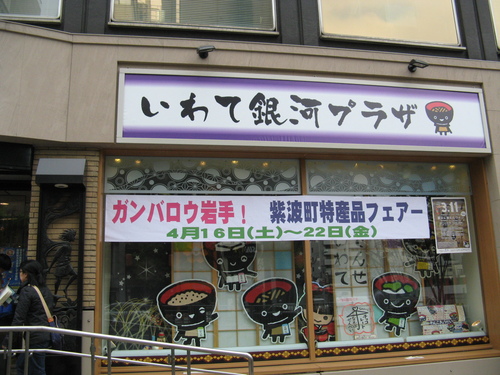 いわて銀河プラザ
ガンバロウ岩手！　紫波町特産品フェアー
4月16日(土)～22日(金)
3.11